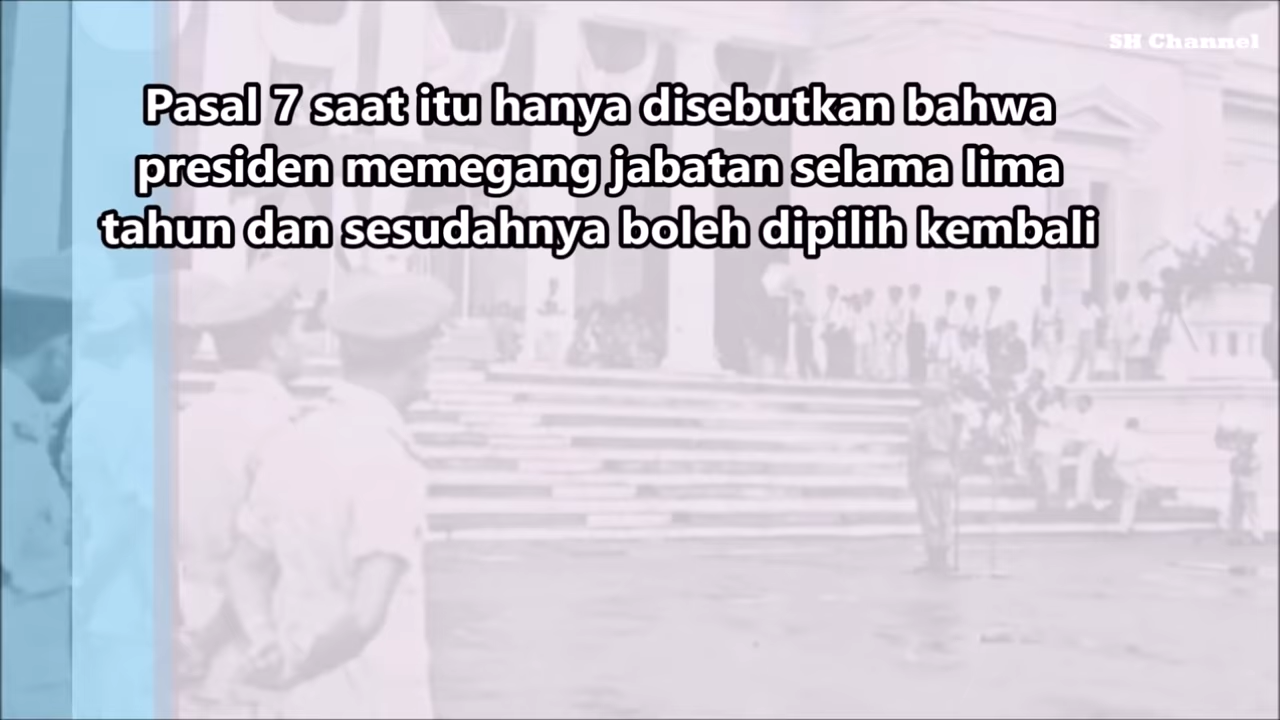 SH Channel
Pasal 7 saat itu hanya disebutkan bahwa
presiden memegang jabatan selama lima
tahun dan sesudahnya boleh dipilih kembali